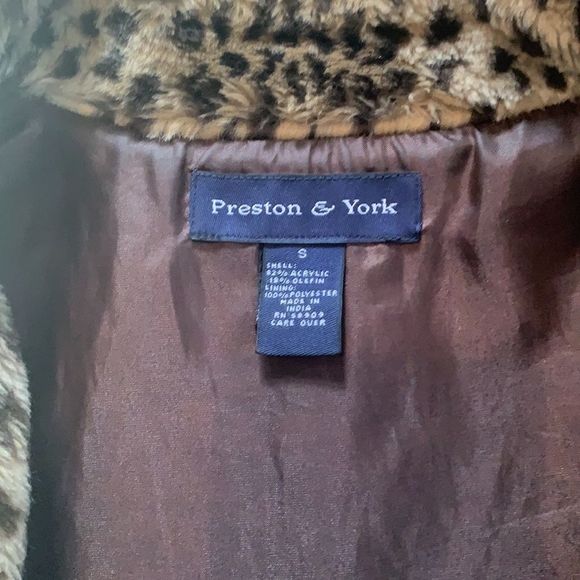 Preston & York
S
SHELL:
82% ACRYLIC
18% OLEFIN
LINING:
100% POLYESTER
MADE IN
INDIA
RN 58909
CARE OVER